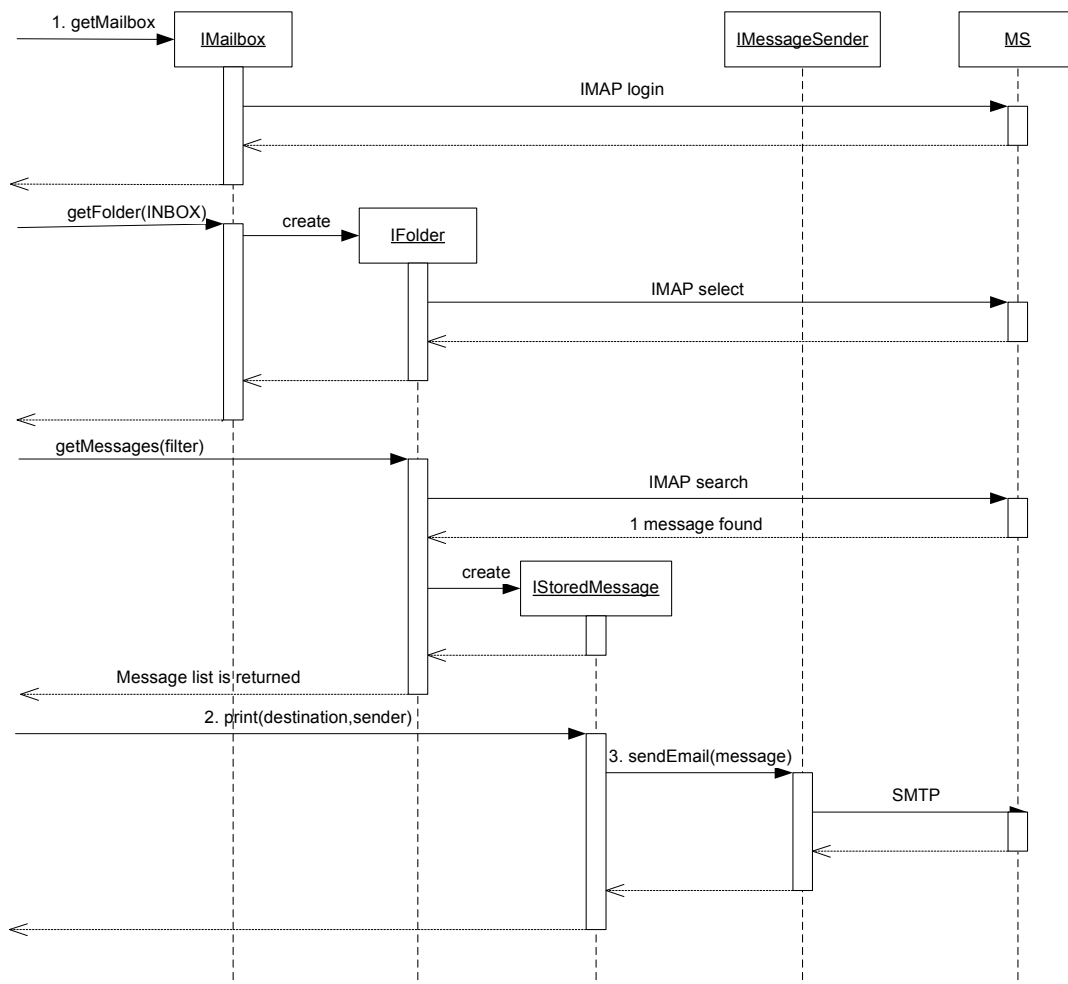 1. getMailbox
IMailbox
IMessageSender
MS
IMAP login
getFolder(INBOX)
create
IFolder
IMAP select
getMessages(filter)
IMAP search
1 message found
create
IStoredMessage
Message list is returned
2. print(destination,sender)
3. sendEmail(message)
SMTP